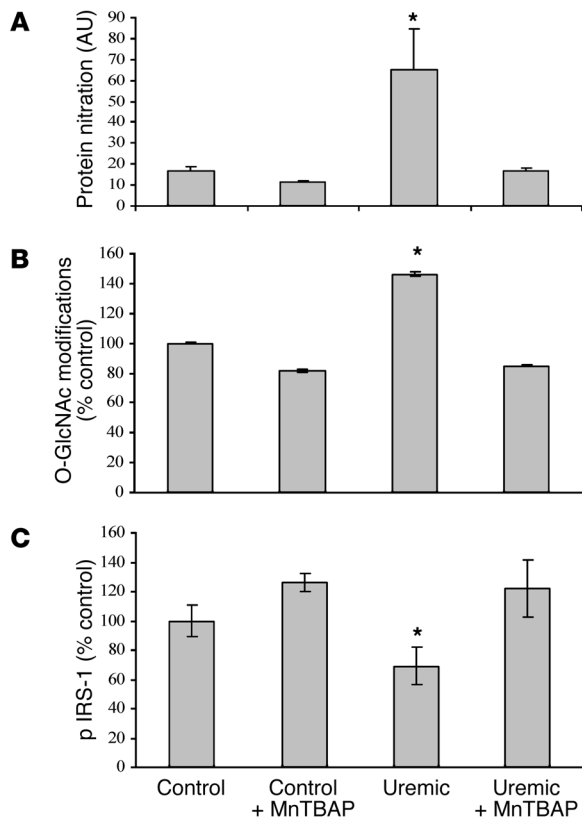 A
Protein nitration (AU)
90
80
70
60
50
40
30
20
10
0
*
B
O-GlcNAc modifications
(% control)
160
140
120
100
80
60
40
20
0
*
C
p IRS-1 (% control)
160
140
120
100
80
60
40
20
0
*
Control
Control
+ MnTBAP
Uremic
Uremic
+ MnTBAP